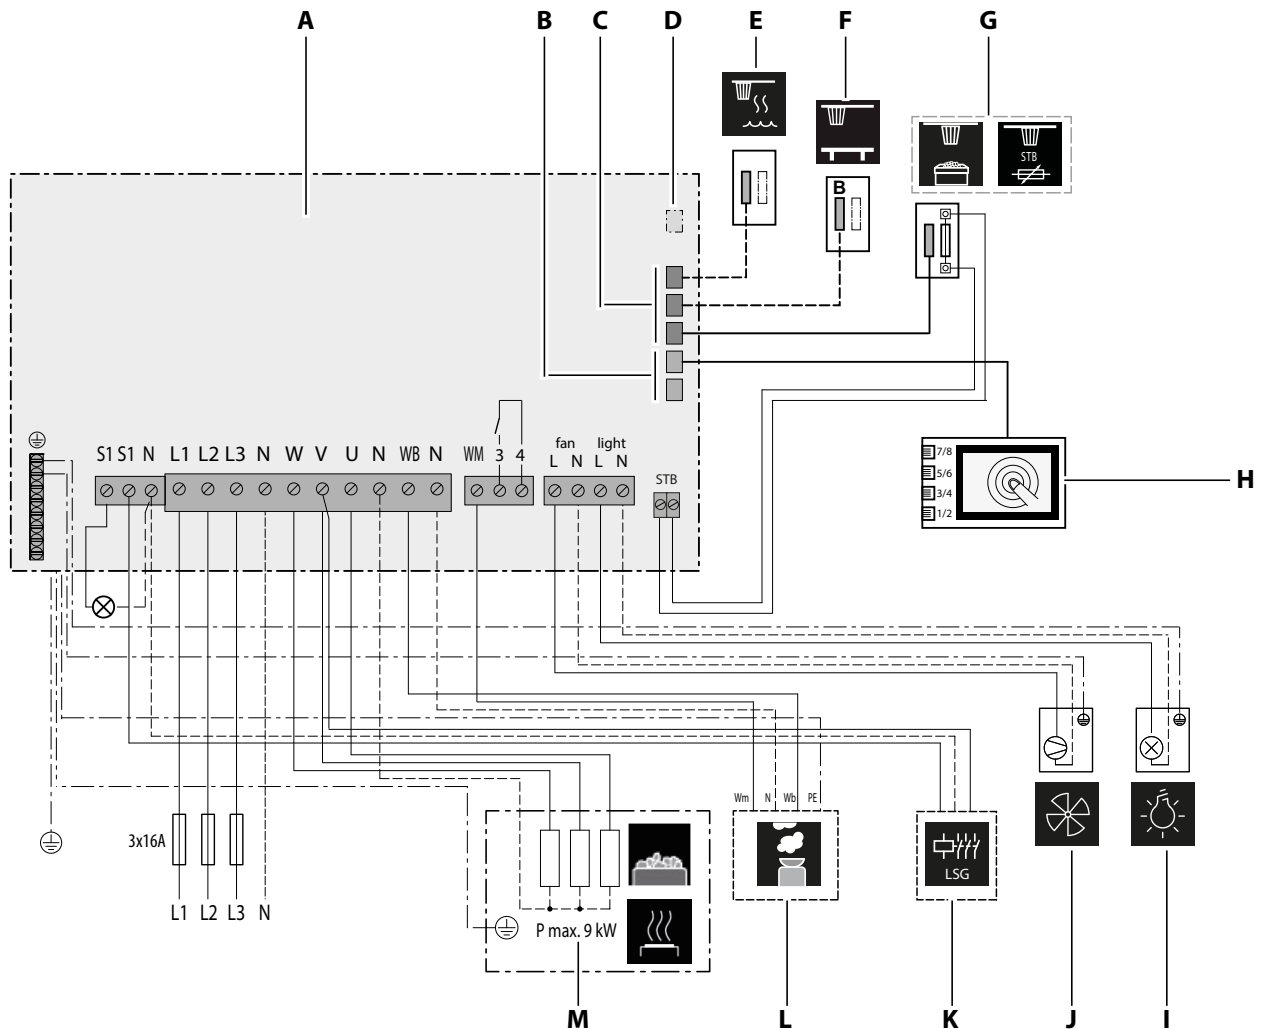 A B C D E F G
STB
B
7/8
5/6
3/4
1/2
H
fan light
S1 S1 N L1 L2 L3 N W V U N WB N WM 3 4 L N L N
STB
3x16A
L1 L2 L3 N
Wm N Wb PE
LSG
P max. 9 kW
M L K J I